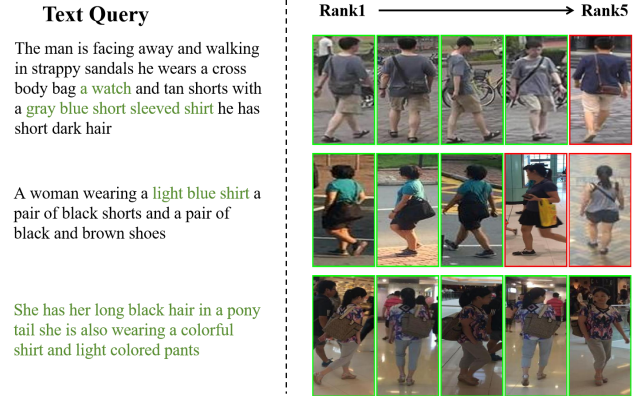 Text Query
Rank1
Rank5
The man is facing away and walking
in strappy sandals he wears a cross
body bag a watch and tan shorts with
a gray blue short sleeved shirt he has
short dark hair
A woman wearing a light blue shirt a
pair of black shorts and a pair of
black and brown shoes
She has her long black hair in a pony
tail she is also wearing a colorful
shirt and light colored pants